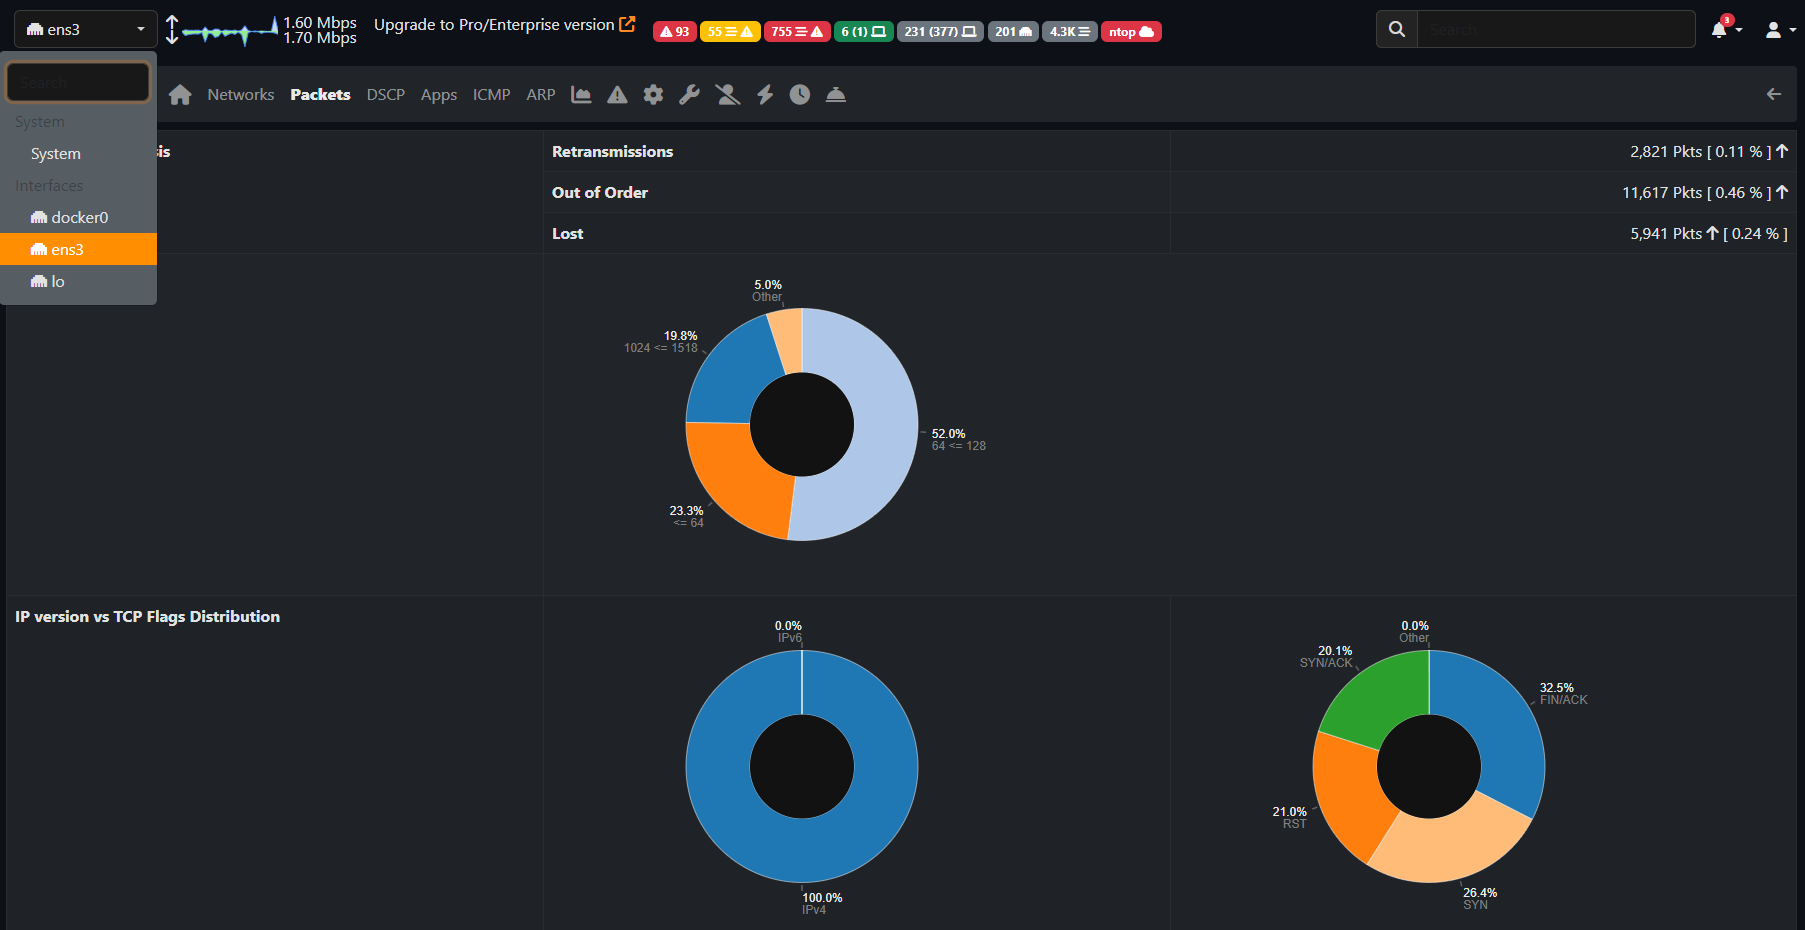 ens3
1.60 Mbps
1.70 Mbps
Upgrade to Pro/Enterprise version
93
55
755
6 (1)
231 (377)
201
4.3K
ntop
Search
3
Search
System
System
Interfaces
docker0
ens3
lo
Networks Packets DSCP Apps ICMP ARP
is
Retransmissions
2,821 Pkts [ 0.11 % ]
Out of Order
11,617 Pkts [ 0.46 % ]
Lost
5,941 Pkts [ 0.24 % ]
5.0%
Other
19.8%
1024 <= 1518
52.0%
64 <= 128
23.3%
<= 64
IP version vs TCP Flags Distribution
0.0%
IPv6
100.0%
IPv4
0.0%
Other
20.1%
SYN/ACK
32.5%
FIN/ACK
21.0%
RST
26.4%
SYN